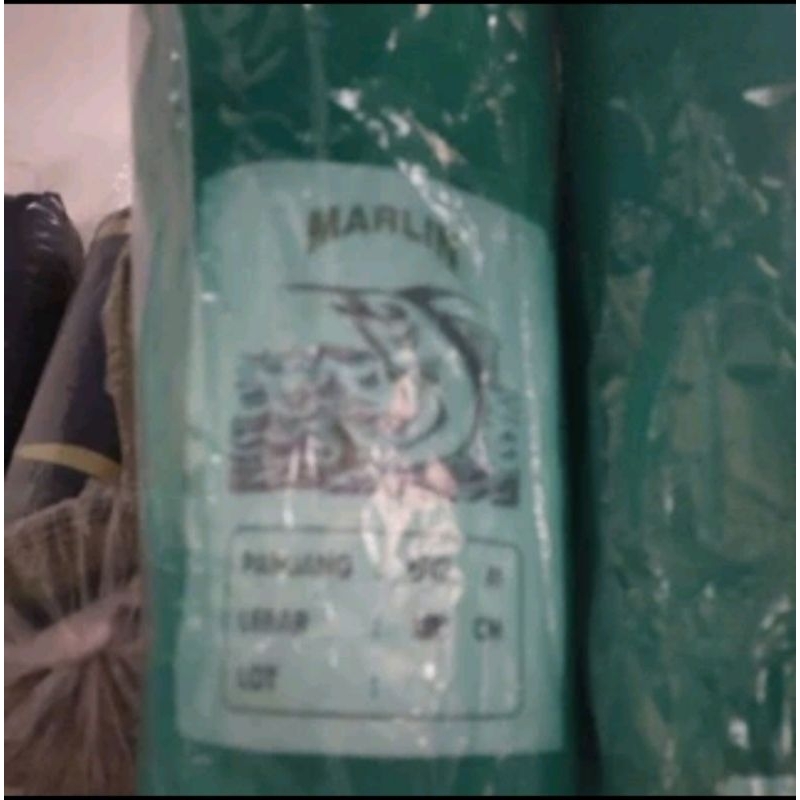 MARLIN
PANJANG : M
LEBAR : CM
LOT :